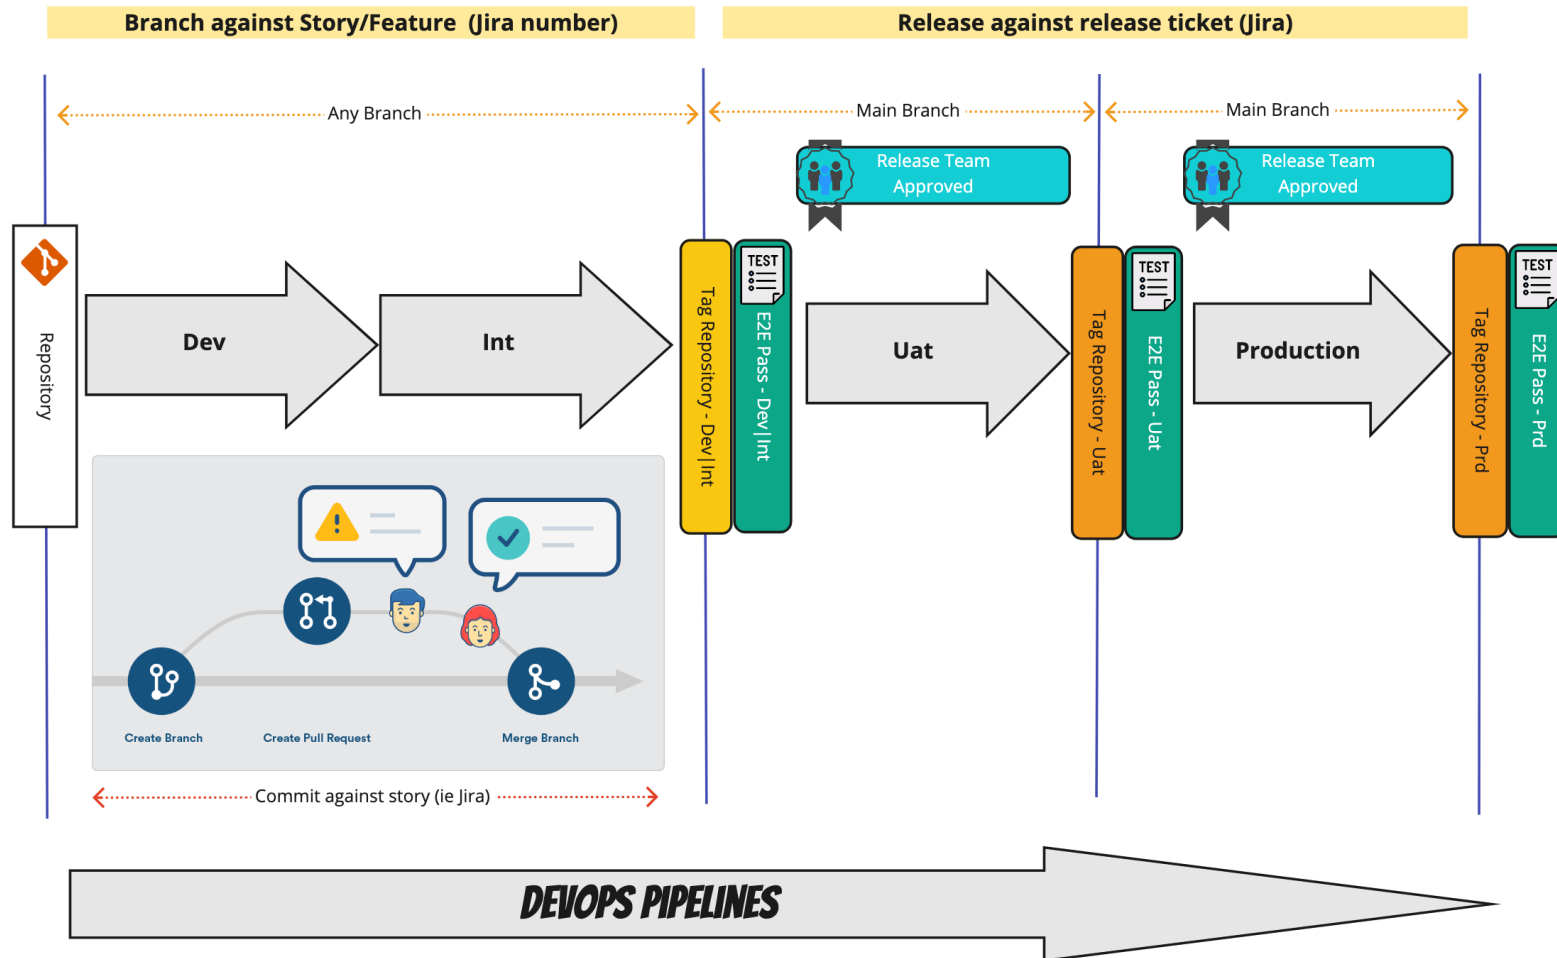 Branch against Story/Feature  (Jira number)
Release against release ticket (Jira)
Any Branch
Main Branch
Main Branch
Release Team
Approved
Release Team
Approved
Repository
Dev
Int
Tag Repository - Dev|Int
TEST
E2E Pass - Dev|Int
Uat
Tag Repository - Uat
TEST
E2E Pass - Uat
Production
Tag Repository - Prd
TEST
E2E Pass - Prd
Create Branch
Create Pull Request
Merge Branch
Commit against story (ie Jira)
DEVOPS PIPELINES